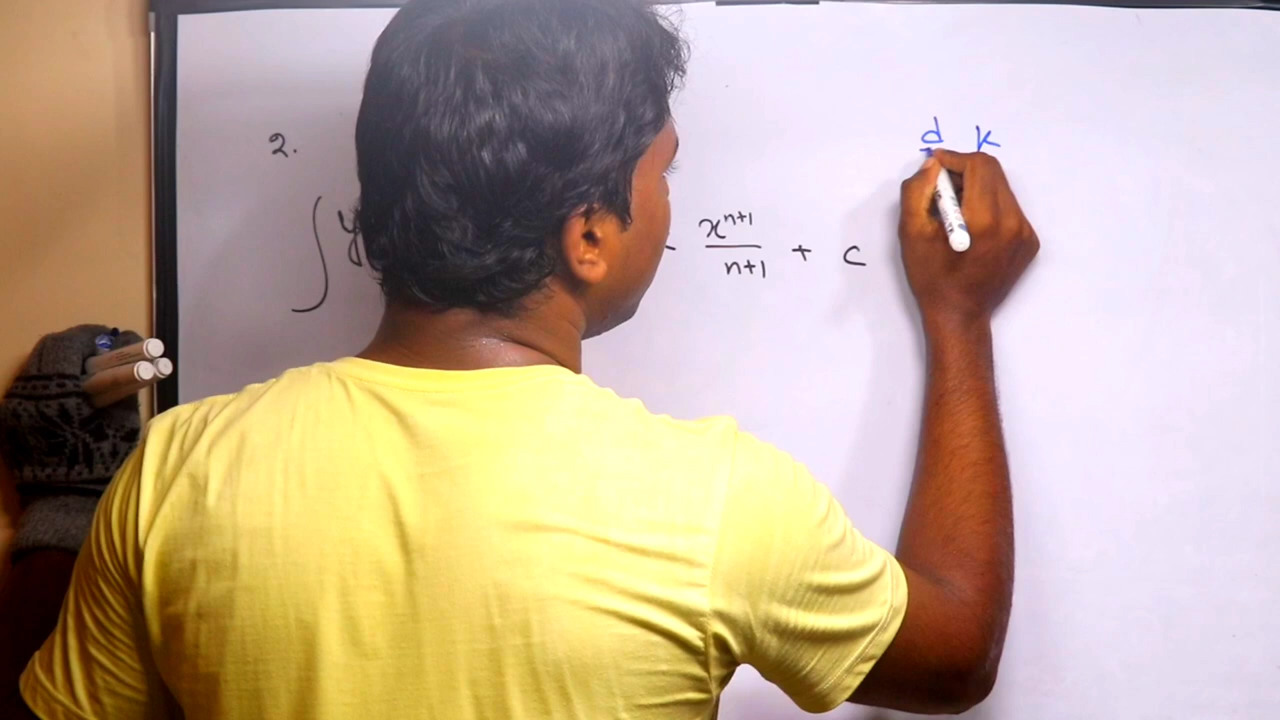 2.
d k
∫ y x^{n+1}/n+1 + c